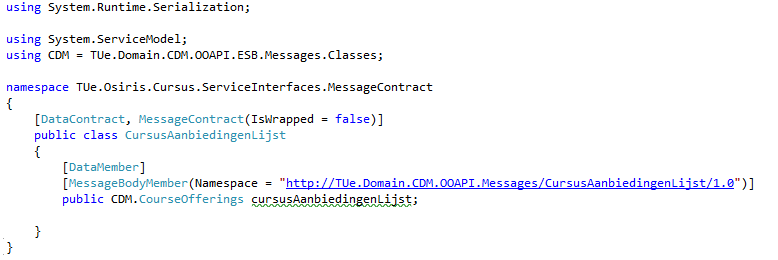 using System.Runtime.Serialization;
using System.ServiceModel;
using CDM = TUe.Domain.CDM.OOAPI.ESB.Messages.Classes;
namespace TUe.Osiris.Cursus.ServiceInterfaces.MessageContract
{
[DataContract, MessageContract(IsWrapped = false)]
public class CursusAanbiedingenLijst
{
[DataMember]
[MessageBodyMember(Namespace = "http://TUe.Domain.CDM.OOAPI.Messages/CursusAanbiedingenLijst/1.0")]
public CDM.CourseOfferings cursusAanbiedingenLijst;
}
}